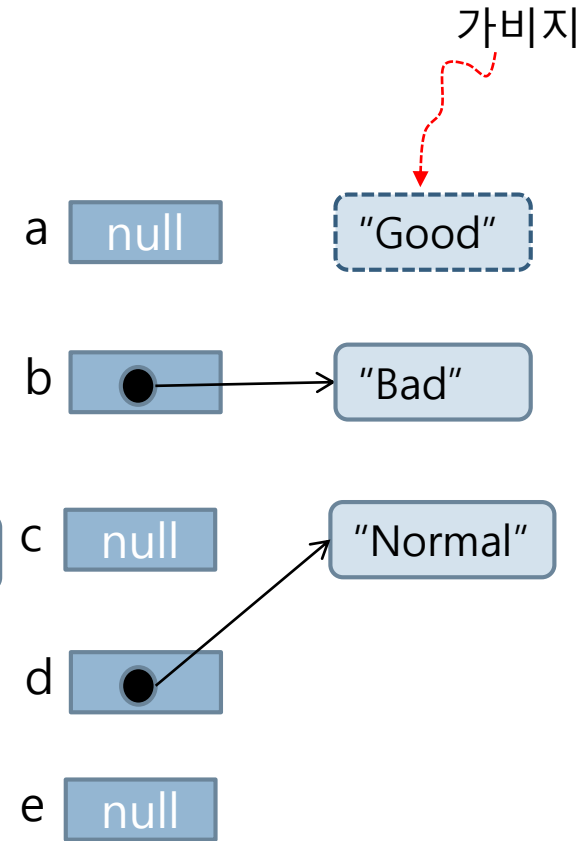 가비지
a null "Good"
b "Bad"
c null "Normal"
d
e null